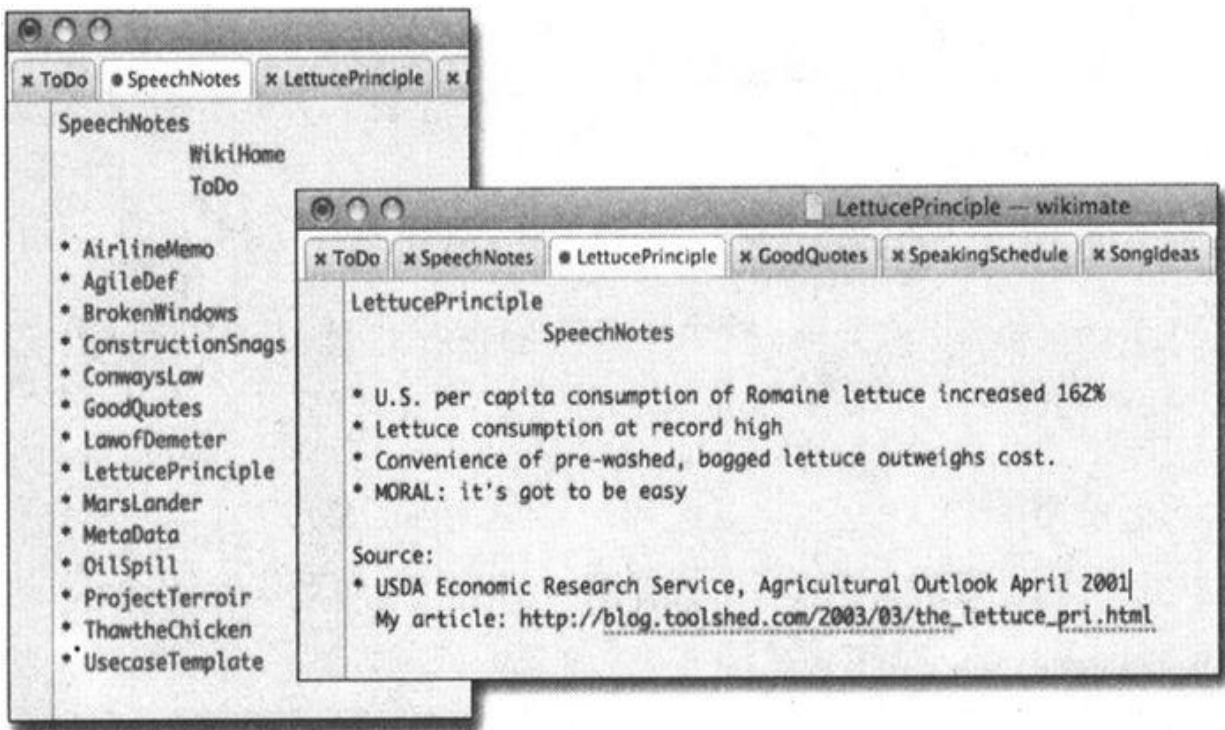 × ToDo ● SpeechNotes × LettucePrinciple ×
SpeechNotes
WikiHome
ToDo
* AirlineMemo
* AgileDef
* BrokenWindows
* ConstructionSnags
* ConwaysLaw
* GoodQuotes
* LawofDemeter
* LettucePrinciple
* MarsLander
* MetaData
* OilSpill
* ProjectTerroir
* ThawtheChicken
* UsecaseTemplate
LettucePrinciple — wikimate
× ToDo × SpeechNotes ● LettucePrinciple × GoodQuotes × SpeakingSchedule × SongIdeas
LettucePrinciple
SpeechNotes
* U.S. per capita consumption of Romaine lettuce increased 162%
* Lettuce consumption at record high
* Convenience of pre-washed, bagged lettuce outweighs cost.
* MORAL: it's got to be easy
Source:
* USDA Economic Research Service, Agricultural Outlook April 2001
My article: http://blog.toolshed.com/2003/03/the_lettuce_pri.html